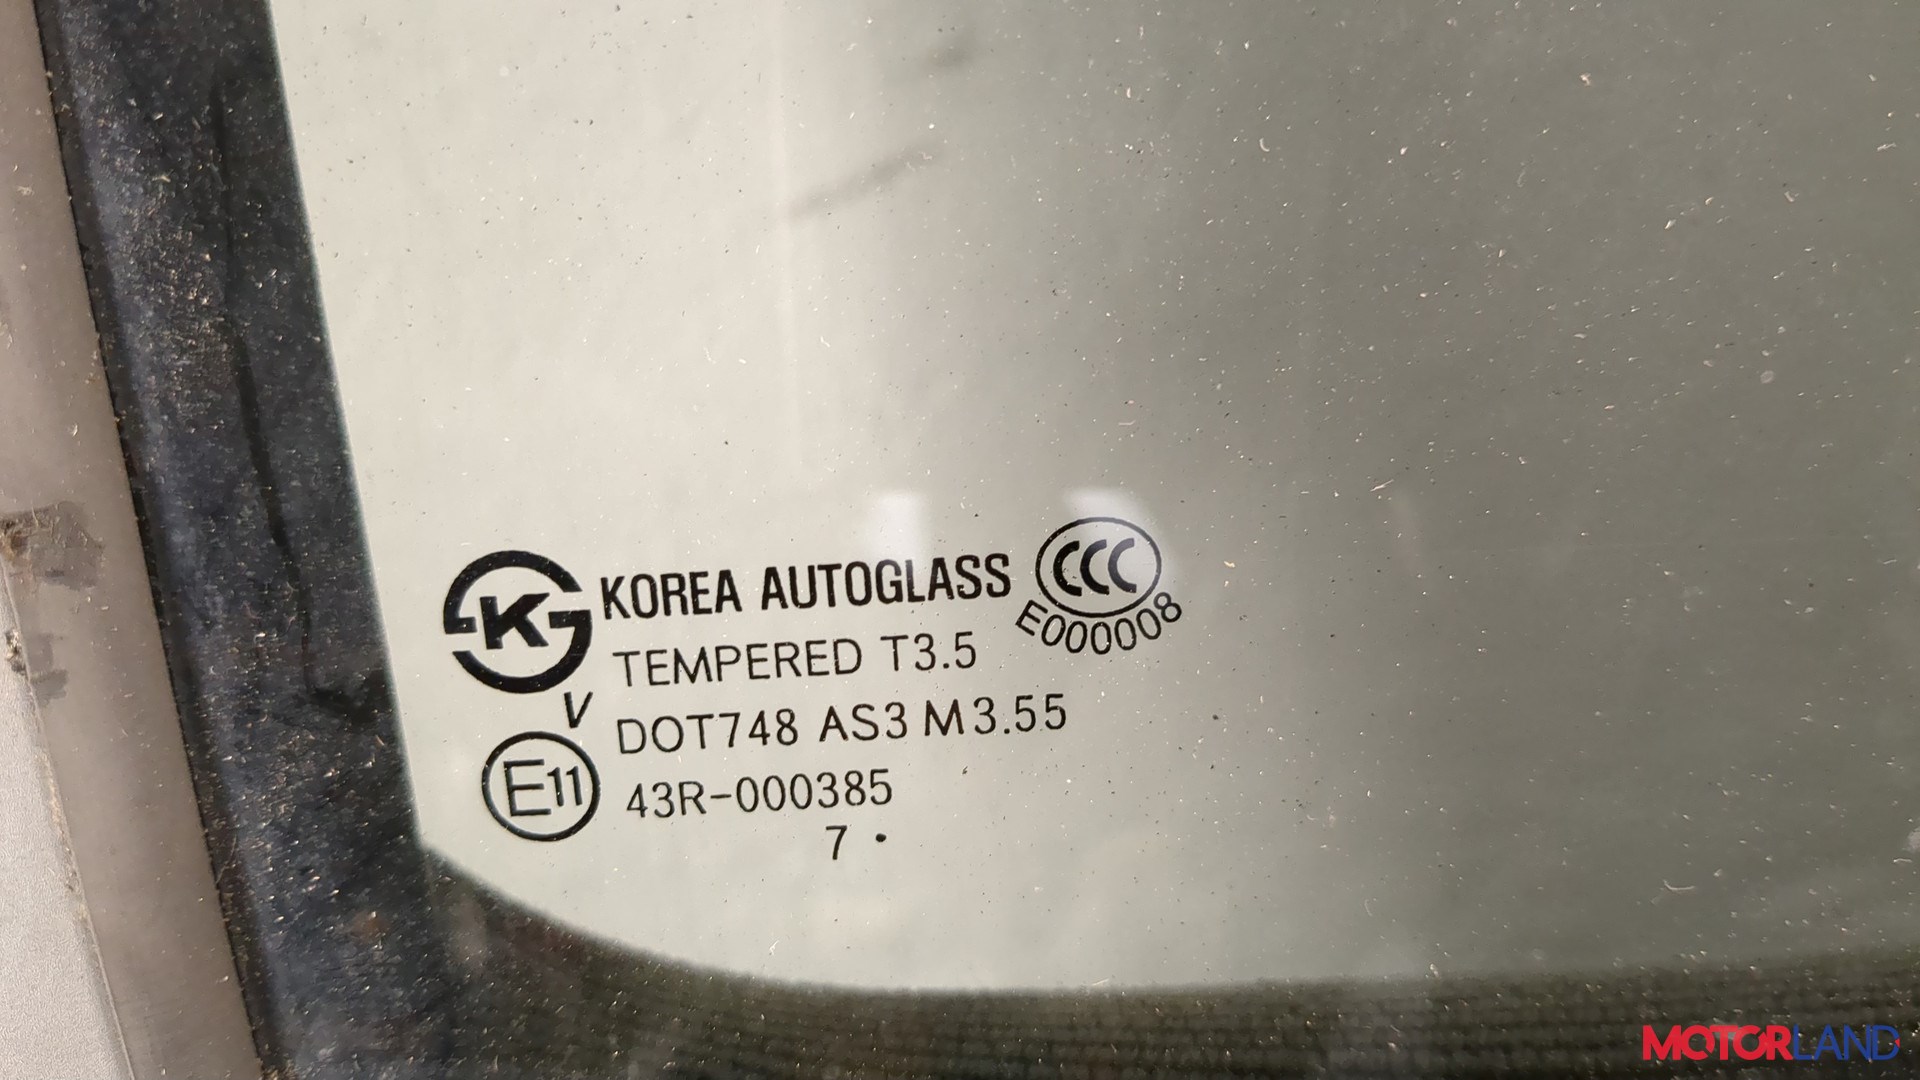 K KOREA AUTOGLASS CCC
E000008
TEMPERED T3.5
V
DOT748 AS3 M3.55
E11 43R-000385
7 •
MOTORLAND